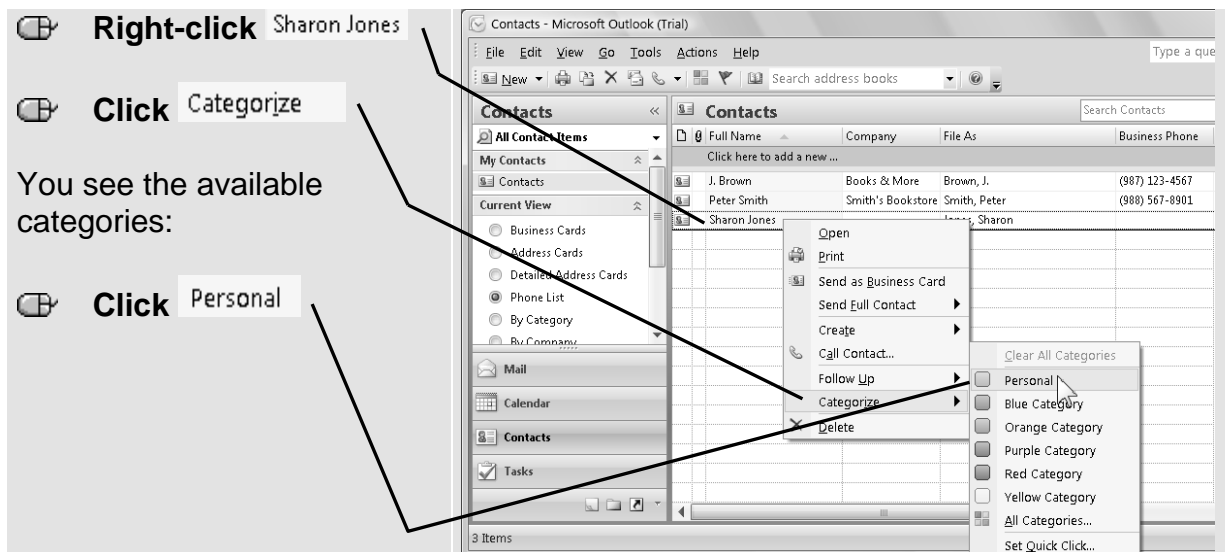 Right-click Sharon Jones
Click Categorize
You see the available
categories:
Click Personal
Contacts - Microsoft Outlook (Trial)
File Edit View Go Tools Actions Help
Type a que
New
Search address books
Contacts «
All Contact Items
My Contacts
Contacts
Current View
Business Cards
Address Cards
Detailed Address Cards
Phone List
By Category
By Company
Mail
Calendar
Contacts
Tasks
3 Items
Contacts
Search Contacts
Full Name Company File As Business Phone
Click here to add a new ...
J. Brown Books & More Brown, J. (987) 123-4567
Peter Smith Smith's Bookstore Smith, Peter (988) 567-8901
Sharon Jones Jones, Sharon
Open
Print
Send as Business Card
Send Full Contact
Create
Call Contact...
Follow Up
Categorize
Delete
Clear All Categories
Personal
Blue Category
Orange Category
Purple Category
Red Category
Yellow Category
All Categories...
Set Quick Click...